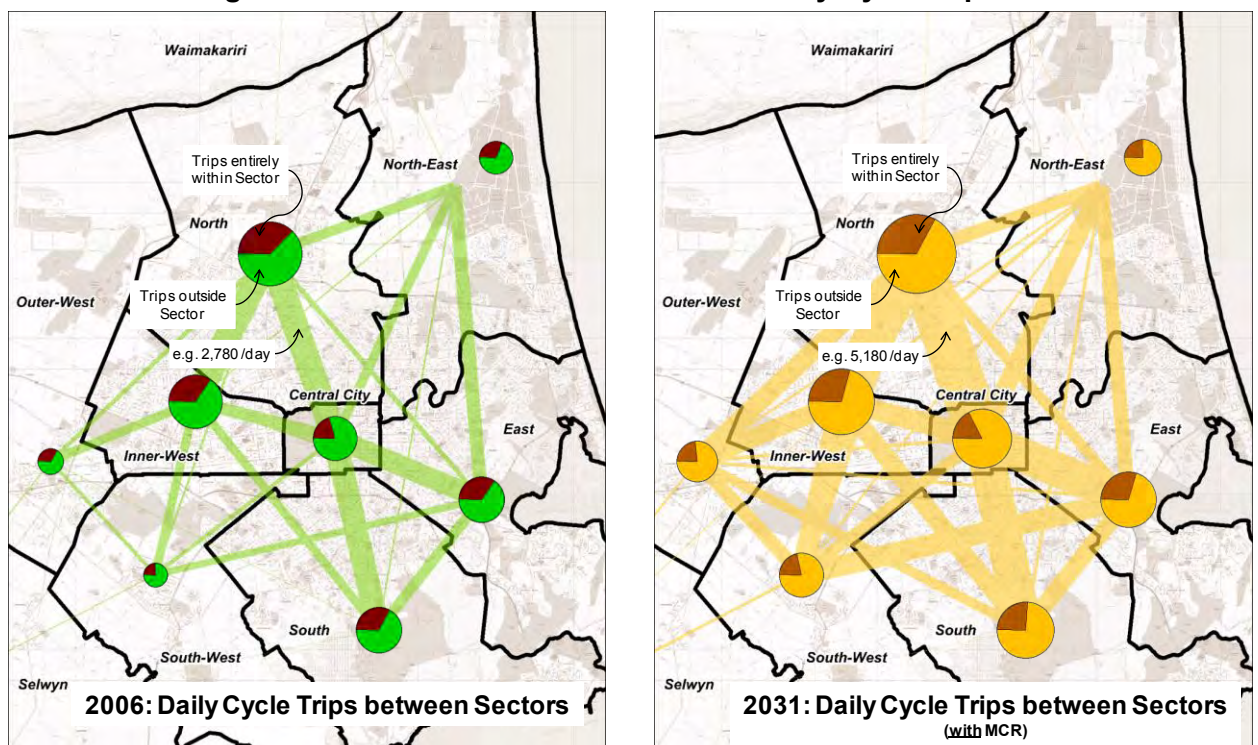 Waimakariri
Trips entirely
within Sector
North-East
North
Trips outside
Sector
Outer-West
e.g. 2,780 /day
Central City
Inner-West
East
South
South-West
Selwyn
2006: Daily Cycle Trips between Sectors
Waimakariri
Trips entirely
within Sector
North-East
North
Trips outside
Sector
Outer-West
e.g. 5,180 /day
Central City
Inner-West
East
South
South-West
Selwyn
2031: Daily Cycle Trips between Sectors
(with MCR)